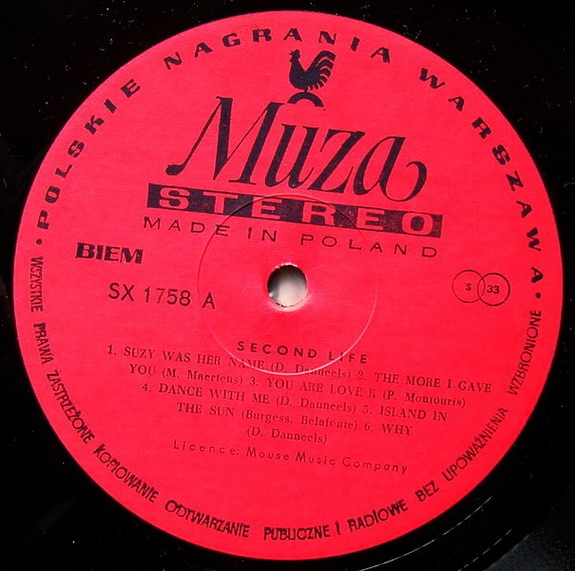 • POLSKIE NAGRANIA WARSZAWA •
Muza
STEREO
MADE IN POLAND
BIEM
SX 1758 A
S 33
SECOND LIFE
1. SUZY WAS HER NAME (D. Danneels) 2. THE MORE I GAVE
YOU (M. Maertens) 3. YOU ARE LOVE K (P. Montouris)
4. DANCE WITH ME (D. Danneels) 5. ISLAND IN
THE SUN (Burgess, Belafonte) 6. WHY
(D. Danneels)
Licence: Mouse Music Company
WSZYSTKIE PRAWA ZASTRZEŻONE KOPIOWANIE ODTWARZANIE PUBLICZNE I RADIOWE BEZ UPOWAŻNIENIA WZBRONIONE